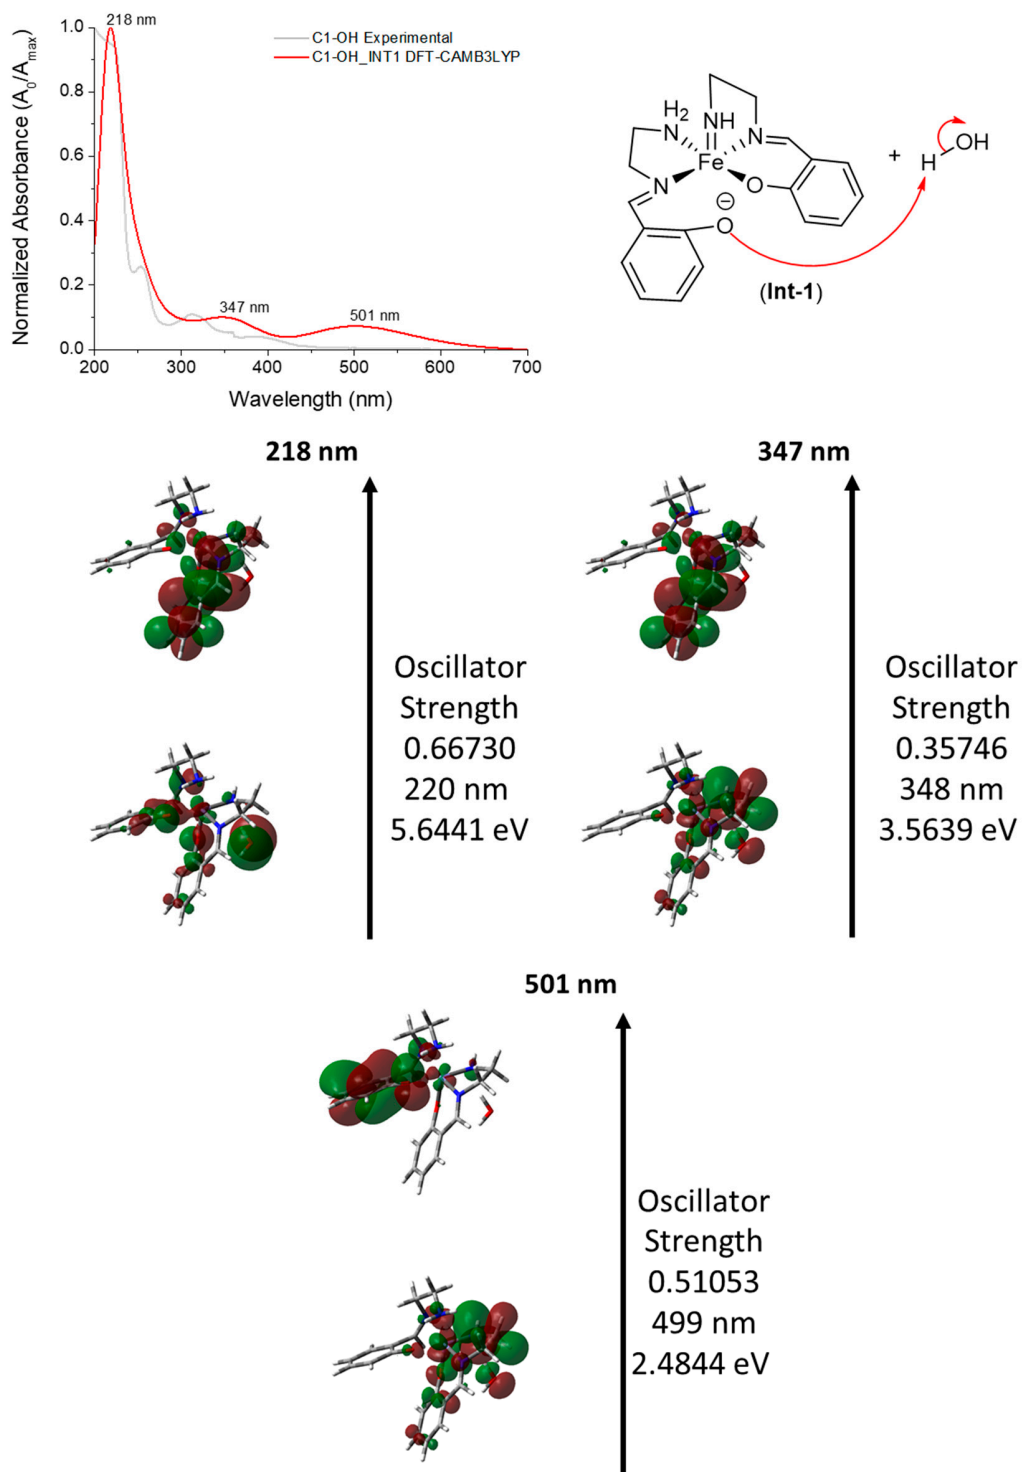 218 nm
C1-OH Experimental
C1-OH_INT1 DFT-CAMB3LYP
347 nm
501 nm
Normalized Absorbance (A0/Amax)
1.0
0.8
0.6
0.4
0.2
0.0
200
300
400
500
600
700
Wavelength (nm)
H2
N
NH
N
Fe
N
O
⊖
O
+
H
OH
(Int-1)
218 nm
Oscillator
Strength
0.66730
220 nm
5.6441 eV
347 nm
Oscillator
Strength
0.35746
348 nm
3.5639 eV
501 nm
Oscillator
Strength
0.51053
499 nm
2.4844 eV